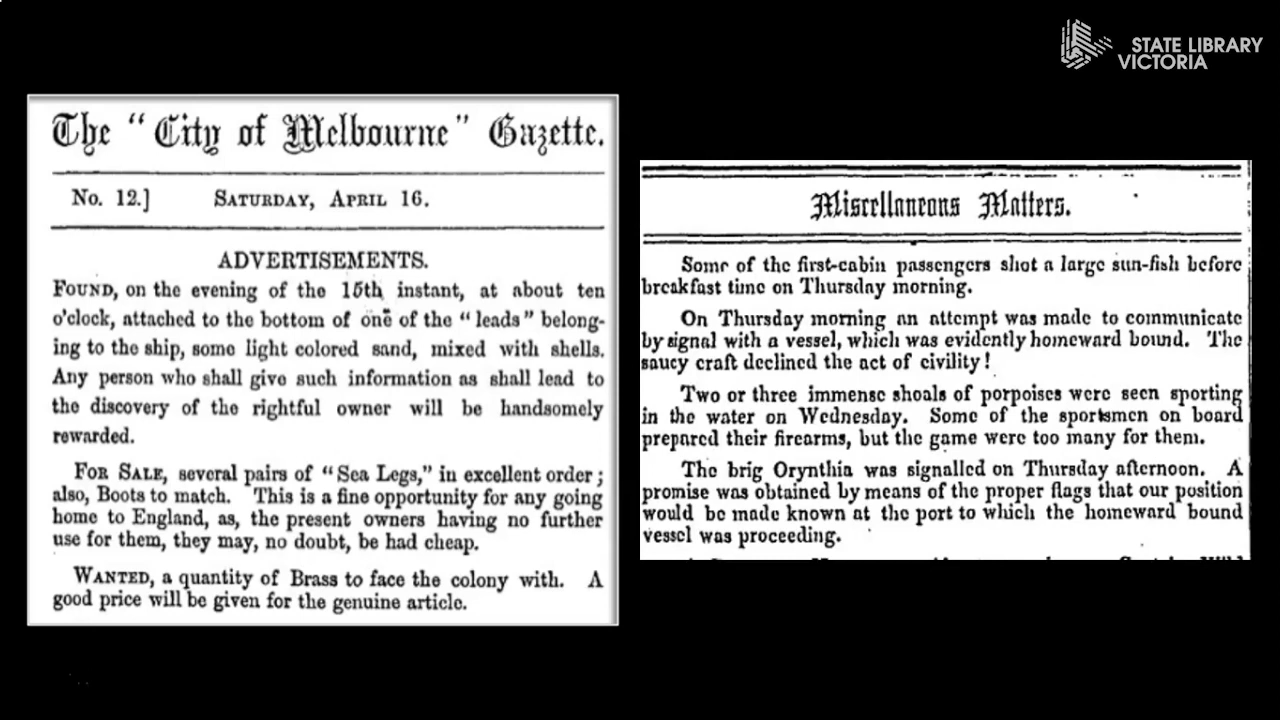 STATE LIBRARY
VICTORIA
The "City of Melbourne" Gazette.
No. 12.] SATURDAY, APRIL 16.
ADVERTISEMENTS.
FOUND, on the evening of the 15th instant, at about ten
o'clock, attached to the bottom of one of the "leads" belong-
ing to the ship, some light colored sand, mixed with shells.
Any person who shall give such information as shall lead to
the discovery of the rightful owner will be handsomely
rewarded.
FOR SALE, several pairs of "Sea Legs," in excellent order;
also, Boots to match. This is a fine opportunity for any going
home to England, as, the present owners having no further
use for them, they may, no doubt, be had cheap.
WANTED, a quantity of Brass to face the colony with. A
good price will be given for the genuine article.
Miscellaneous Matters.
Some of the first-cabin passengers shot a large sun-fish before
breakfast time on Thursday morning.
On Thursday morning an attempt was made to communicate
by signal with a vessel, which was evidently homeward bound. The
saucy craft declined the act of civility!
Two or three immense shoals of porpoises were seen sporting
in the water on Wednesday. Some of the sportsmen on board
prepared their firearms, but the game were too many for them.
The brig Orynthia was signalled on Thursday afternoon. A
promise was obtained by means of the proper flags that our position
would be made known at the port to which the homeward bound
vessel was proceeding.